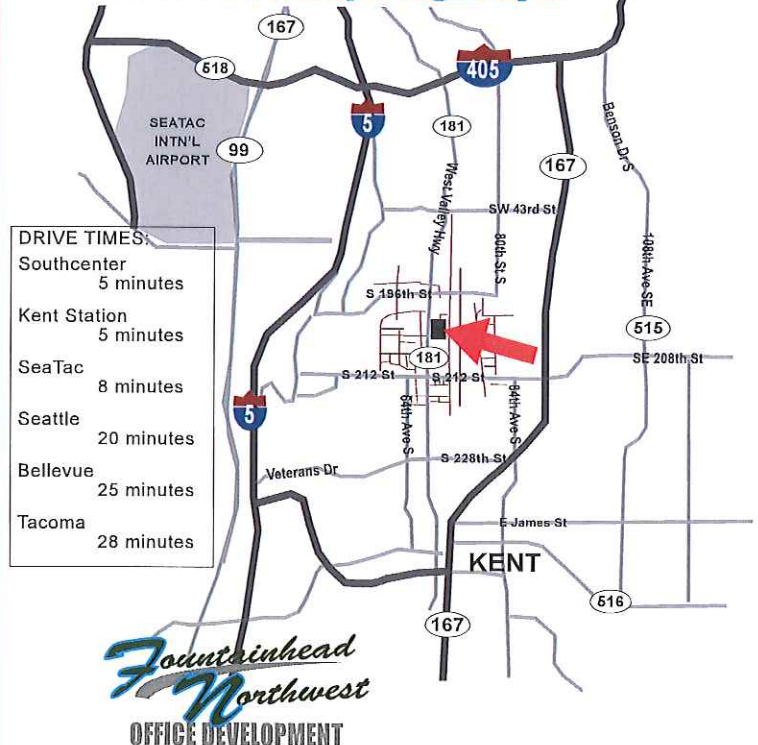 167
518
405
5
SEATAC
INT'L
AIRPORT
99
181
167
Benson Dr S
West Valley Hwy
SW 43rd St
80th St S
108th Ave SE
DRIVE TIMES:
Southcenter
5 minutes
Kent Station
5 minutes
SeaTac
8 minutes
Seattle
20 minutes
Bellevue
25 minutes
Tacoma
28 minutes
S 196th St
515
181
SE 208th St
S 212 St
S 212 St
5
64th Ave S
84th Ave S
S 228th St
Veterans Dr
E James St
KENT
516
167
Fountainhead
Northwest
OFFICE DEVELOPMENT